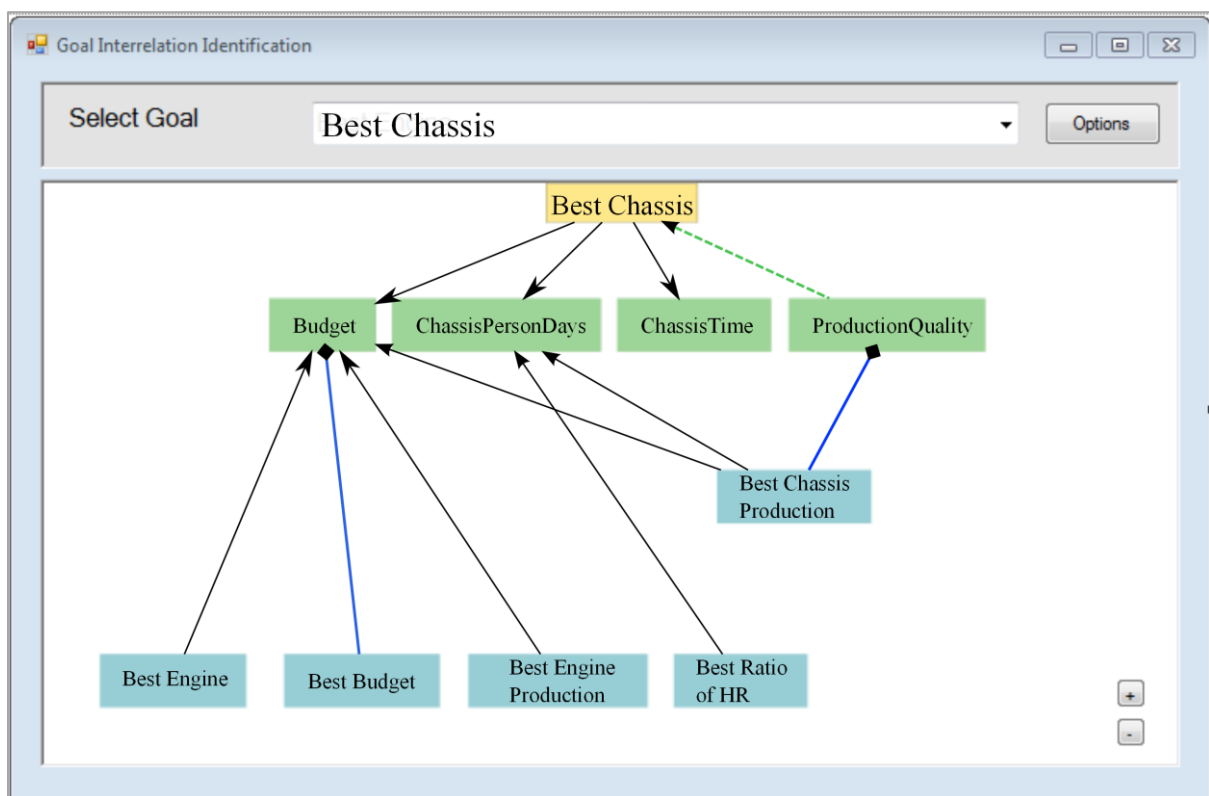 Goal Interrelation Identification
Select Goal
Best Chassis
Options
Best Chassis
Budget
ChassisPersonDays
ChassisTime
ProductionQuality
Best Chassis
Production
Best Engine
Best Budget
Best Engine
Production
Best Ratio
of HR
+
-